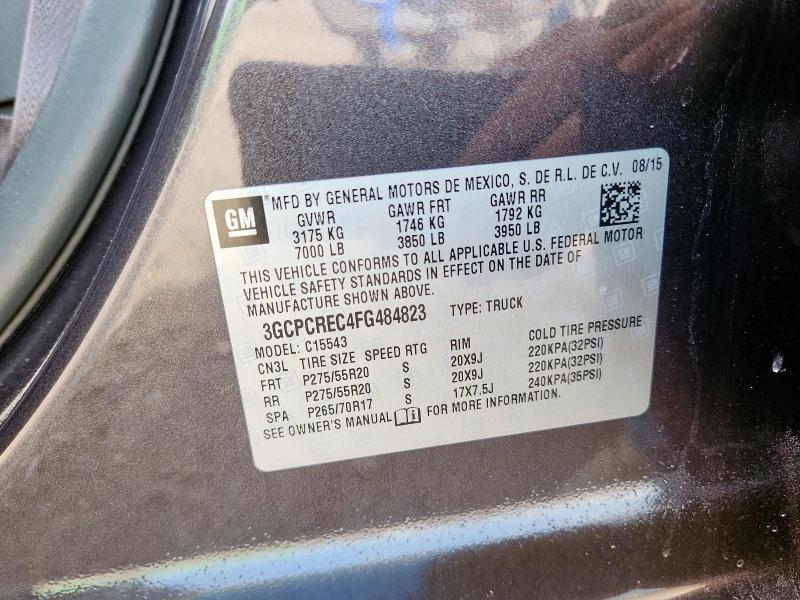 GM
® MFD BY GENERAL MOTORS DE MEXICO, S. DE R.L. DE C.V. 08/15
GVWR GAWR FRT GAWR RR
3175 KG 1746 KG 1792 KG
7000 LB 3850 LB 3950 LB
THIS VEHICLE CONFORMS TO ALL APPLICABLE U.S. FEDERAL MOTOR
VEHICLE SAFETY STANDARDS IN EFFECT ON THE DATE OF
MANUFACTURE SHOWN ABOVE.
3GCPCREC4FG484823 TYPE: TRUCK
MODEL: C15543
CN3L TIRE SIZE SPEED RTG RIM COLD TIRE PRESSURE
FRT P275/55R20 S 20X9J 220KPA(32PSI)
RR P275/55R20 S 20X9J 220KPA(32PSI)
SPA P265/70R17 S 17X7.5J 240KPA(35PSI)
SEE OWNER'S MANUAL i FOR MORE INFORMATION.